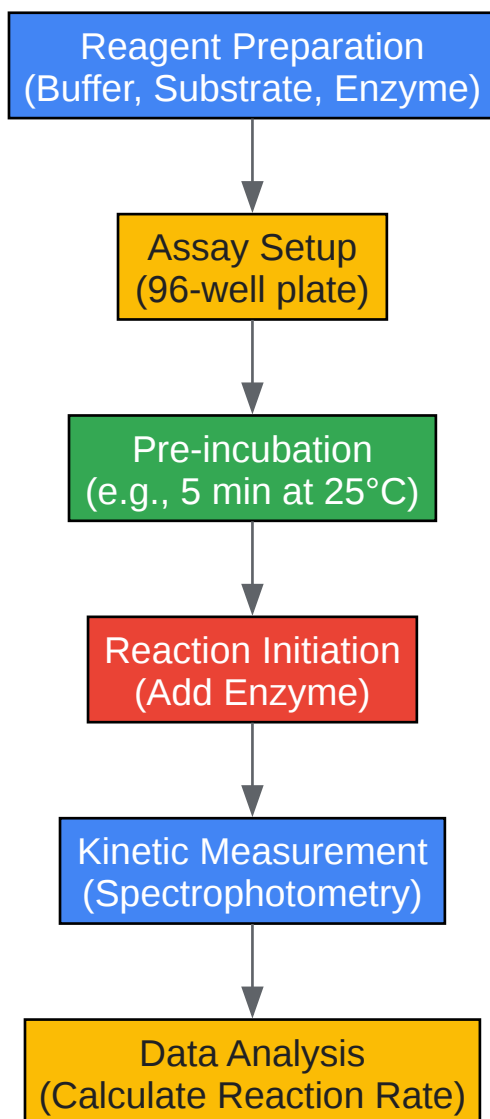 Reagent Preparation
(Buffer, Substrate, Enzyme)
Assay Setup
(96-well plate)
Pre-incubation
(e.g., 5 min at 25°C)
Reaction Initiation
(Add Enzyme)
Kinetic Measurement
(Spectrophotometry)
Data Analysis
(Calculate Reaction Rate)